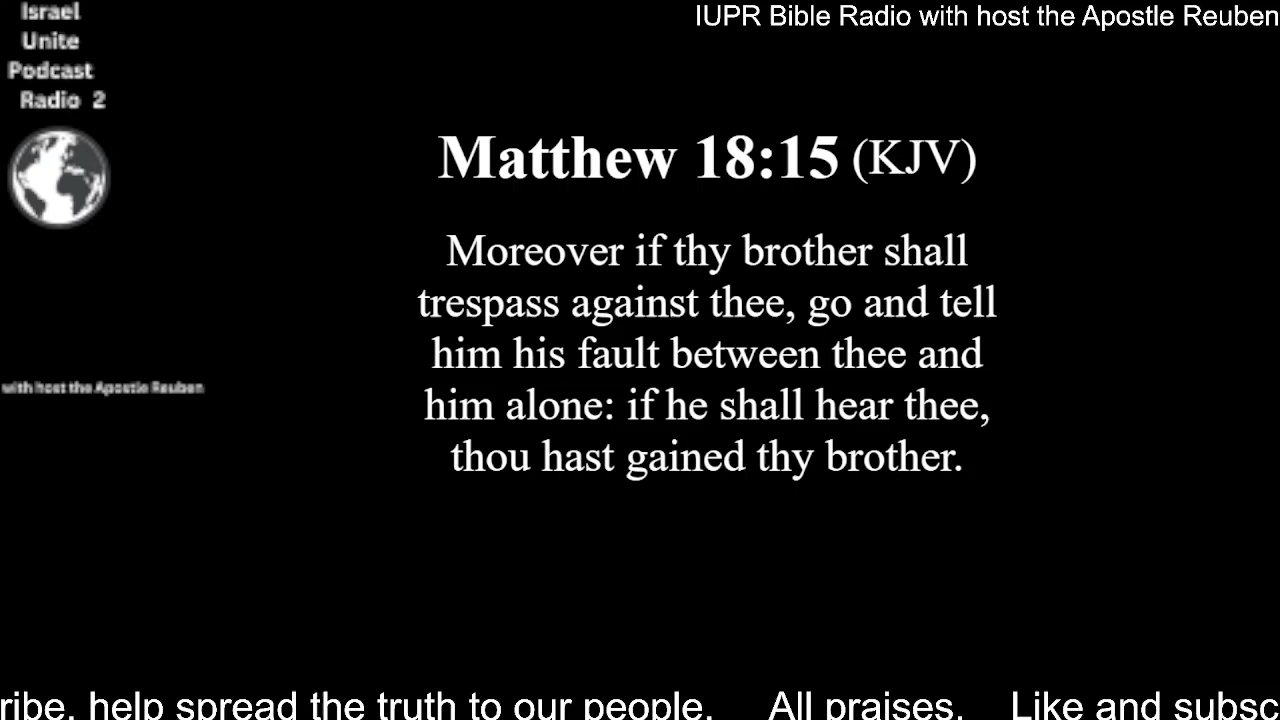 Israel
Unite
Podcast
Radio 2
IUPR Bible Radio with host the Apostle Reuben
Matthew 18:15 (KJV)
Moreover if thy brother shall
trespass against thee, go and tell
him his fault between thee and
him alone: if he shall hear thee,
thou hast gained thy brother.
with host the Apostle Reuben
ribe, help spread the truth to our people. All praises. Like and subsc